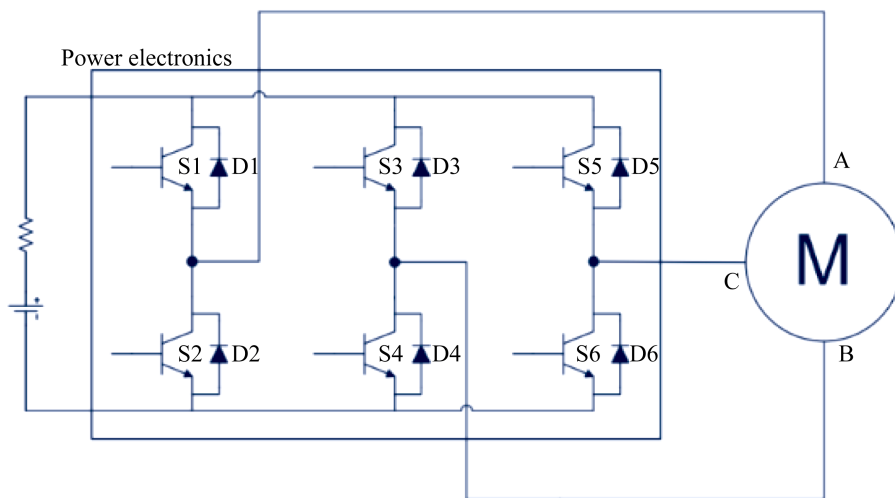 Power electronics
A
S1 D1 S3 D3 S5 D5
M
C
+
-
S2 D2 S4 D4 S6 D6
B